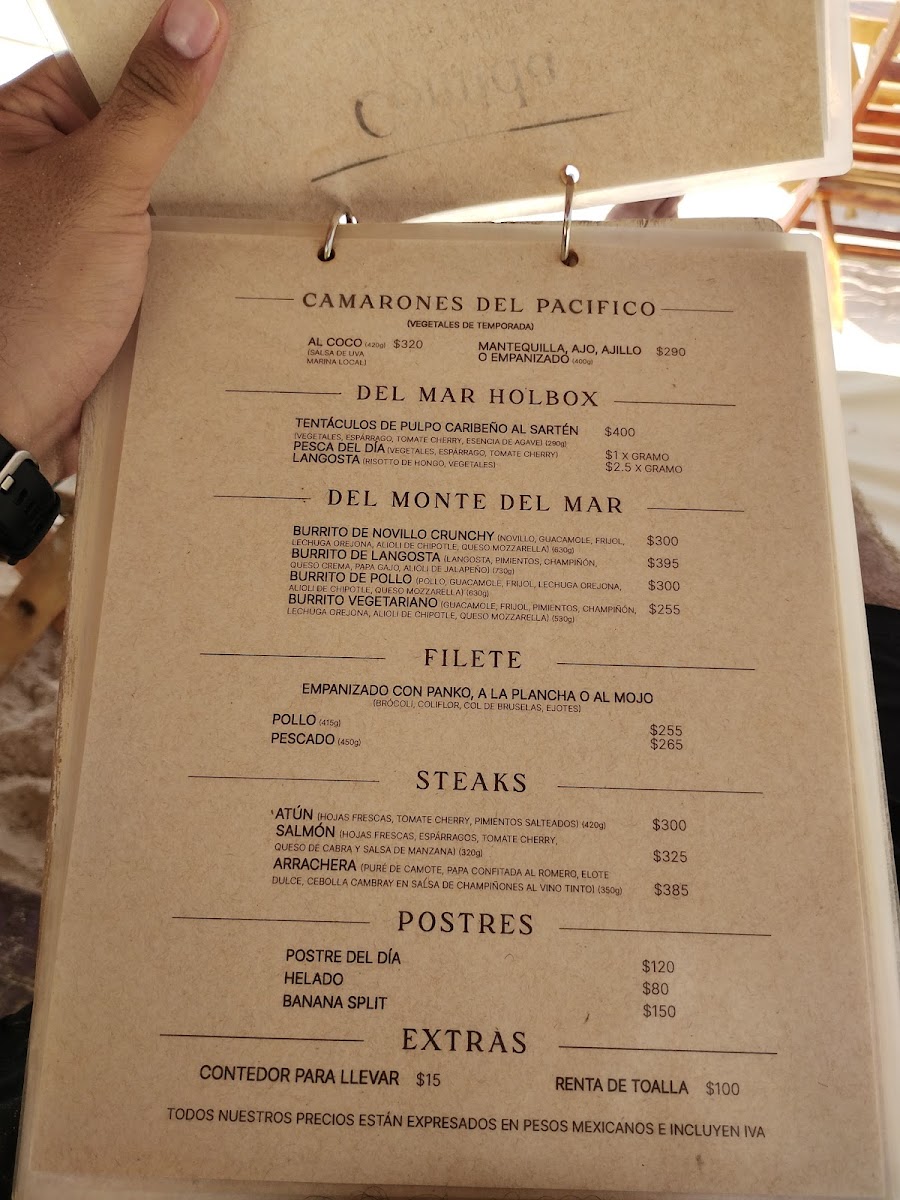 Comida
CAMARONES DEL PACIFICO
(VEGETALES DE TEMPORADA)
AL COCO (420g) $320
(SALSA DE UVA
MARINA LOCAL)
MANTEQUILLA, AJO, AJILLO $290
O EMPANIZADO (400g)
DEL MAR HOLBOX
TENTÁCULOS DE PULPO CARIBEÑO AL SARTÉN $400
(VEGETALES, ESPÁRRAGO, TOMATE CHERRY, ESENCIA DE AGAVE) (290g)
PESCA DEL DÍA (VEGETALES, ESPÁRRAGO, TOMATE CHERRY) $1 X GRAMO
LANGOSTA (RISOTTO DE HONGO, VEGETALES) $2.5 X GRAMO
DEL MONTE DEL MAR
BURRITO DE NOVILLO CRUNCHY (NOVILLO, GUACAMOLE, FRIJOL, $300
LECHUGA OREJONA, ALIOLI DE CHIPOTLE, QUESO MOZZARELLA) (630g)
BURRITO DE LANGOSTA (LANGOSTA, PIMIENTOS, CHAMPIÑÓN, $395
QUESO CREMA, PAPA GAJO, ALIOLI DE JALAPEÑO) (730g)
BURRITO DE POLLO (POLLO, GUACAMOLE, FRIJOL, LECHUGA OREJONA, $300
ALIOLI DE CHIPOTLE, QUESO MOZZARELLA) (630g)
BURRITO VEGETARIANO (GUACAMOLE, FRIJOL, PIMIENTOS, CHAMPIÑÓN, $255
LECHUGA OREJONA, ALIOLI DE CHIPOTLE, QUESO MOZZARELLA) (530g)
FILETE
EMPANIZADO CON PANKO, A LA PLANCHA O AL MOJO
(BRÓCOLI, COLIFLOR, COL DE BRUSELAS, EJOTES)
POLLO (415g) $255
PESCADO (450g) $265
STEAKS
ATÚN (HOJAS FRESCAS, TOMATE CHERRY, PIMIENTOS SALTEADOS) (420g) $300
SALMÓN (HOJAS FRESCAS, ESPÁRRAGOS, TOMATE CHERRY,
QUESO DE CABRA Y SALSA DE MANZANA) (320g) $325
ARRACHERA (PURÉ DE CAMOTE, PAPA CONFITADA AL ROMERO, ELOTE
DULCE, CEBOLLA CAMBRAY EN SALSA DE CHAMPIÑONES AL VINO TINTO) (350g) $385
POSTRES
POSTRE DEL DÍA $120
HELADO $80
BANANA SPLIT $150
EXTRAS
CONTEDOR PARA LLEVAR $15
RENTA DE TOALLA $100
TODOS NUESTROS PRECIOS ESTÁN EXPRESADOS EN PESOS MEXICANOS E INCLUYEN IVA